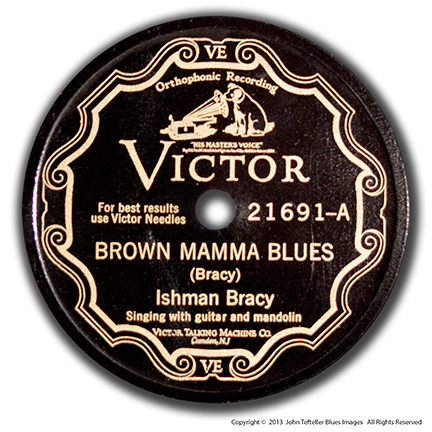 VE
Orthophonic Recording
"HIS MASTER'S VOICE"
VICTOR
For best results
use Victor Needles
21691-A
BROWN MAMMA BLUES
(Bracy)
Ishman Bracy
Singing with guitar and mandolin
VICTOR TALKING MACHINE CO.
Camden, N.J.
VE
Copyright © 2013 John Tefteller Blues Images All Rights Reserved